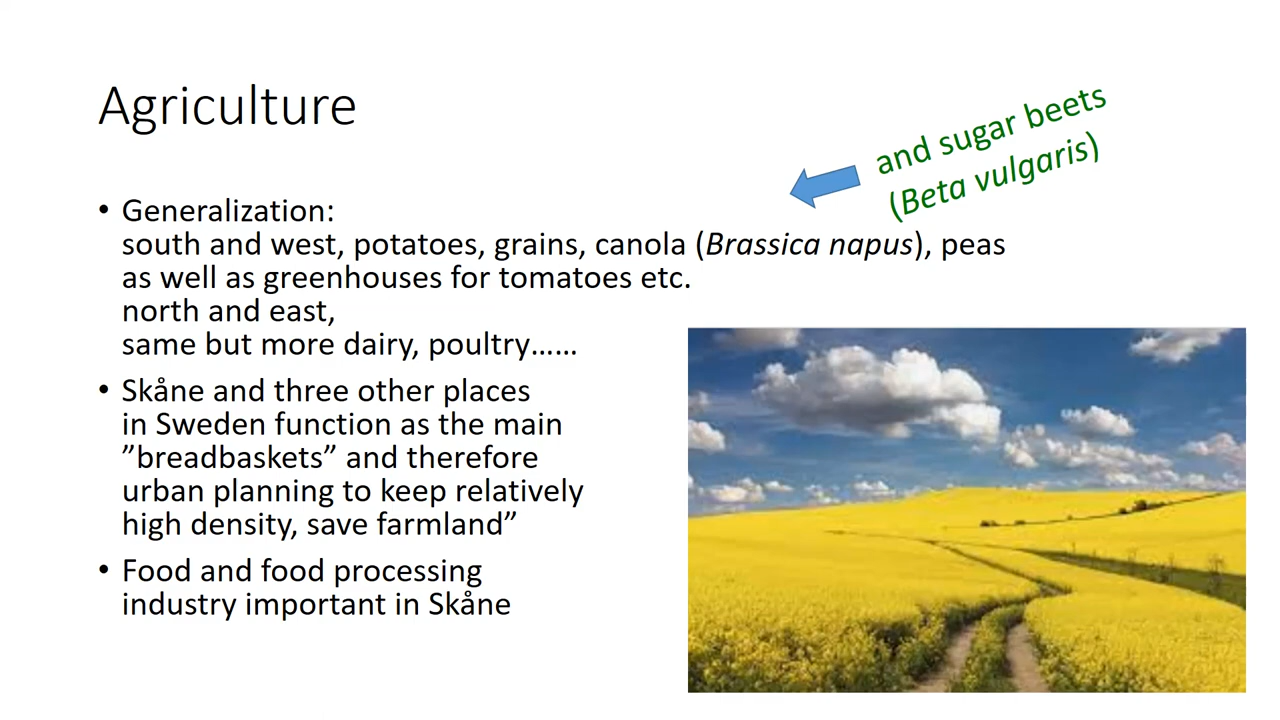 Agriculture
and sugar beets
(Beta vulgaris)
• Generalization:
south and west, potatoes, grains, canola (Brassica napus), peas
as well as greenhouses for tomatoes etc.
north and east,
same but more dairy, poultry……
• Skåne and three other places
in Sweden function as the main
”breadbaskets” and therefore
urban planning to keep relatively
high density, save farmland”
• Food and food processing
industry important in Skåne